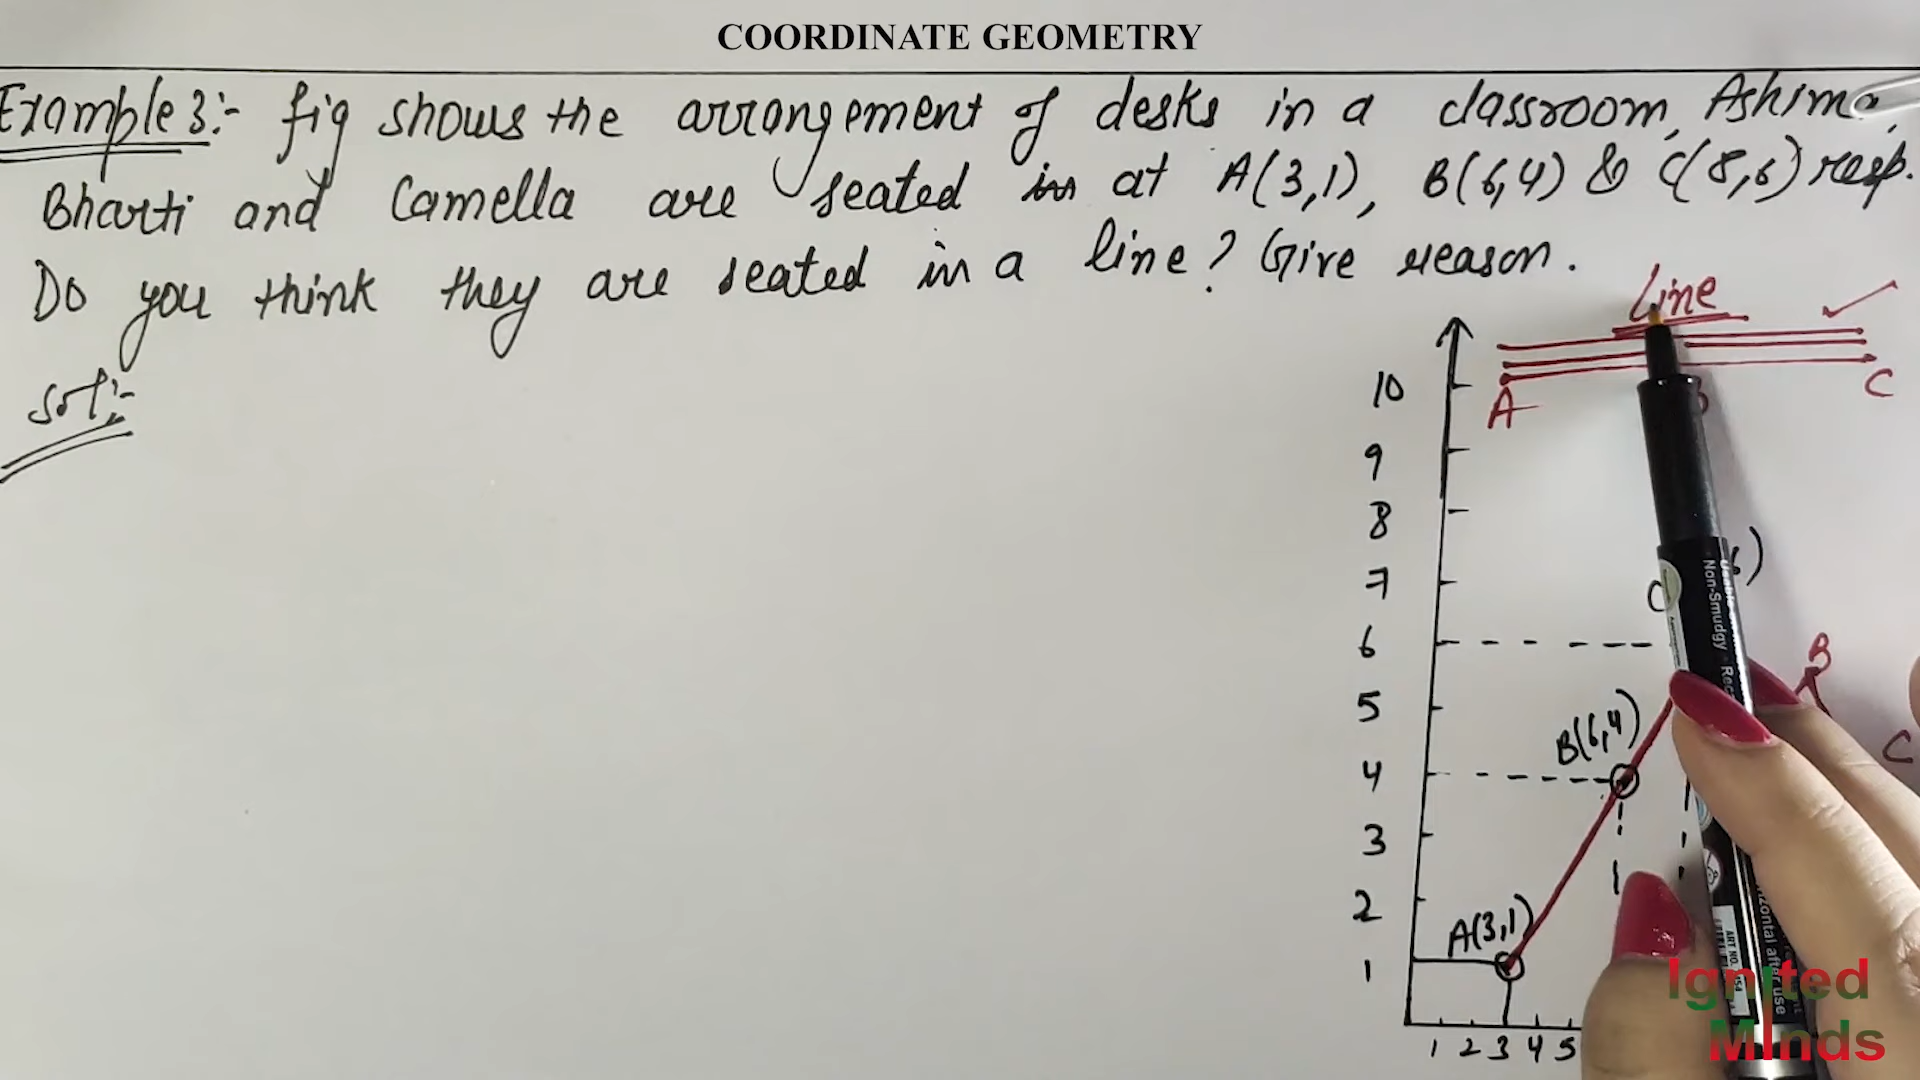 COORDINATE GEOMETRY
Example 3:- fig shows the arrangement of desks in a classroom, Ashima,
Bharti and Camella are seated in at A(3,1), B(6,4) & C(8,6) resp.
Do you think they are seated in a line? Give reason.
Sol:-
Line
A
C
10
9
8
7
6
5
4
3
2
1
B
C
B(6,4)
A(3,1)
1 2 3 4 5
Non-Smudgy
Ignited
Minds